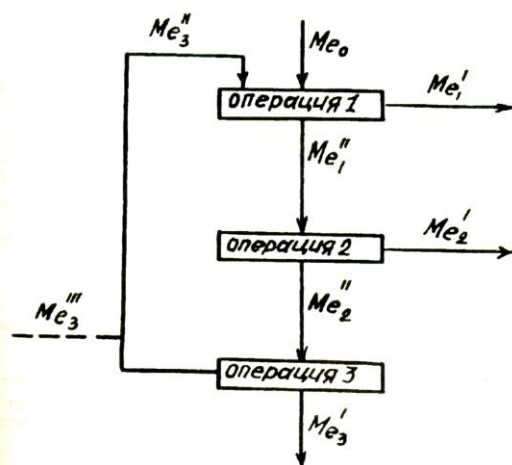 Me₃"
Me₀
операция 1
Me₁'
Me₁"
операция 2
Me₂'
Me₂"
Me₃'''
операция 3
Me₃'